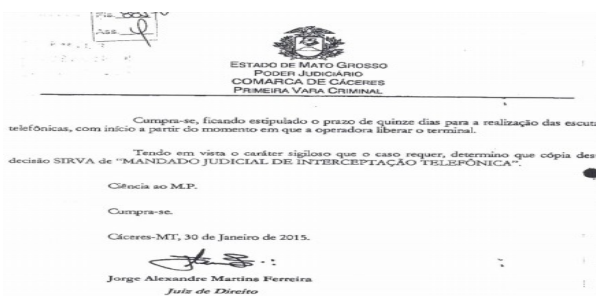 Fls.
Ass.
ESTADO DE MATO GROSSO
PODER JUDICIÁRIO
COMARCA DE CÁCERES
PRIMEIRA VARA CRIMINAL
Cumpra-se, ficando estipulado o prazo de quinze dias para a realização das escuta
telefônicas, com início a partir do momento em que a operadora liberar o terminal.
Tendo em vista o caráter sigiloso que o caso requer, determino que cópia des
decisão SIRVA de "MANDADO JUDICIAL DE INTERCEPTAÇÃO TELEFÔNICA".
Ciência ao M.P.
Cumpra-se.
Cáceres-MT, 30 de Janeiro de 2015.
Jorge Alexandre Martins Ferreira
Juiz de Direito